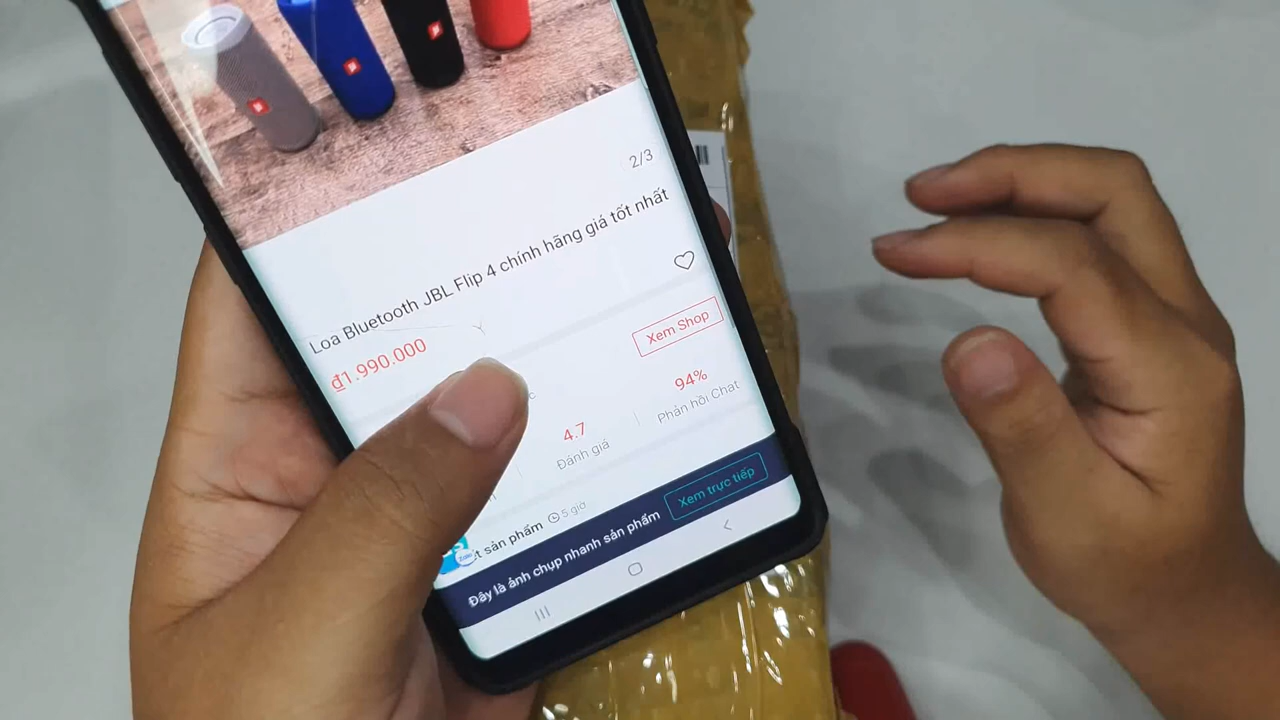 2/3
Loa Bluetooth JBL Flip 4 chính hãng giá tốt nhất
₫1.990.000
Xem Shop
4.7
94%
Đánh giá
Phản hồi Chat
sản phẩm
5 giờ
Zalo
Đây là ảnh chụp nhanh sản phẩm
Xem trực tiếp